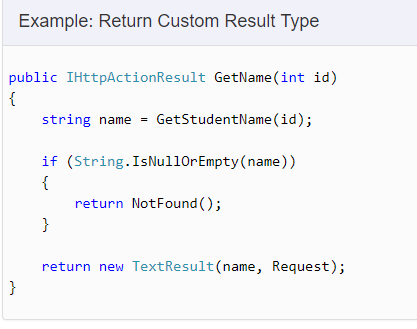 Example: Return Custom Result Type
public IHttpActionResult GetName(int id)
{
    string name = GetStudentName(id);
    if (String.IsNullOrEmpty(name))
    {
        return NotFound();
    }
    return new TextResult(name, Request);
}